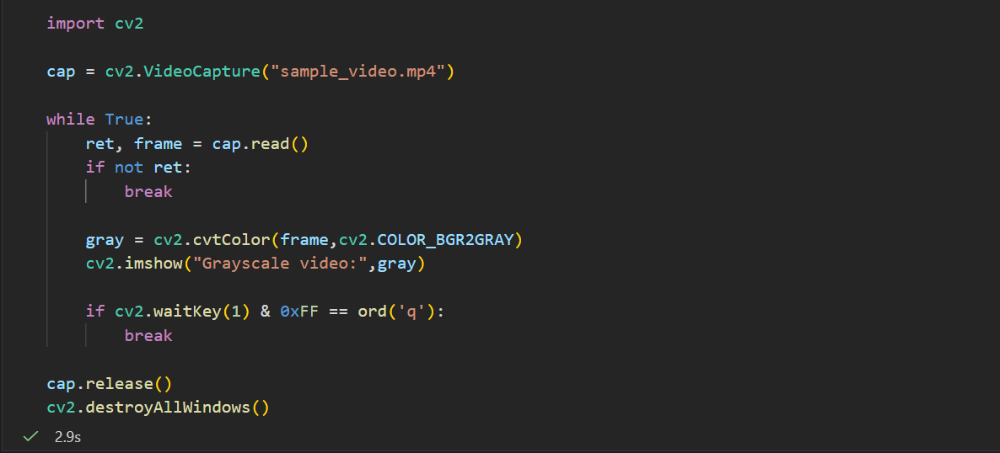 import cv2
cap = cv2.VideoCapture("sample_video.mp4")
while True:
    ret, frame = cap.read()
    if not ret:
        break
    gray = cv2.cvtColor(frame,cv2.COLOR_BGR2GRAY)
    cv2.imshow("Grayscale video:",gray)
    if cv2.waitKey(1) & 0xFF == ord('q'):
        break
cap.release()
cv2.destroyAllWindows()
2.9s